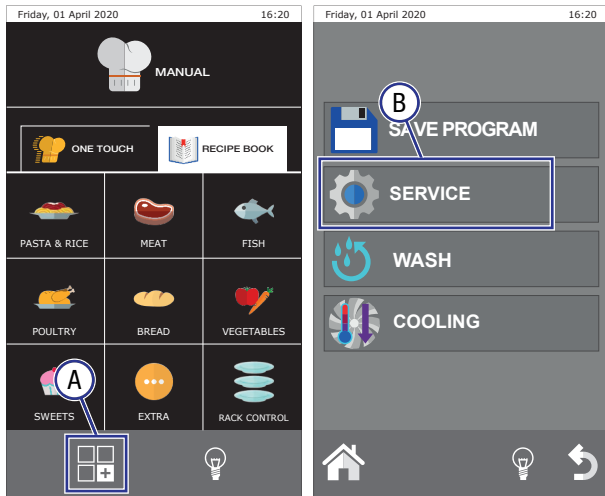 Friday, 01 April 2020 16:20
MANUAL
ONE TOUCH
RECIPE BOOK
PASTA & RICE
MEAT
FISH
POULTRY
BREAD
VEGETABLES
A
SWEETS
EXTRA
RACK CONTROL
Friday, 01 April 2020 16:20
B
SAVE PROGRAM
SERVICE
WASH
COOLING